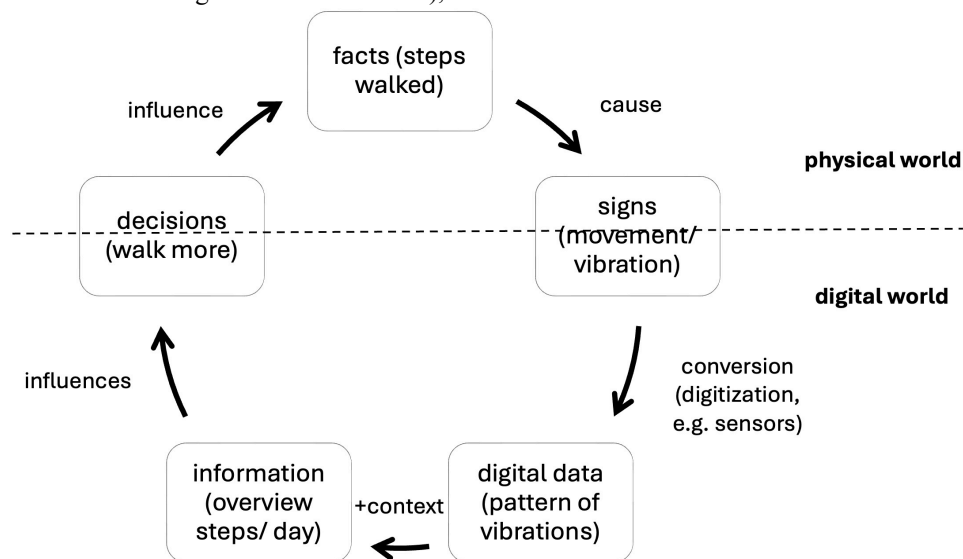 facts (steps
walked)
influence
cause
physical world
decisions
(walk more)
signs
(movement/
vibration)
digital world
influences
conversion
(digitization,
e.g. sensors)
information
(overview
steps/ day)
+context
digital data
(pattern of
vibrations)